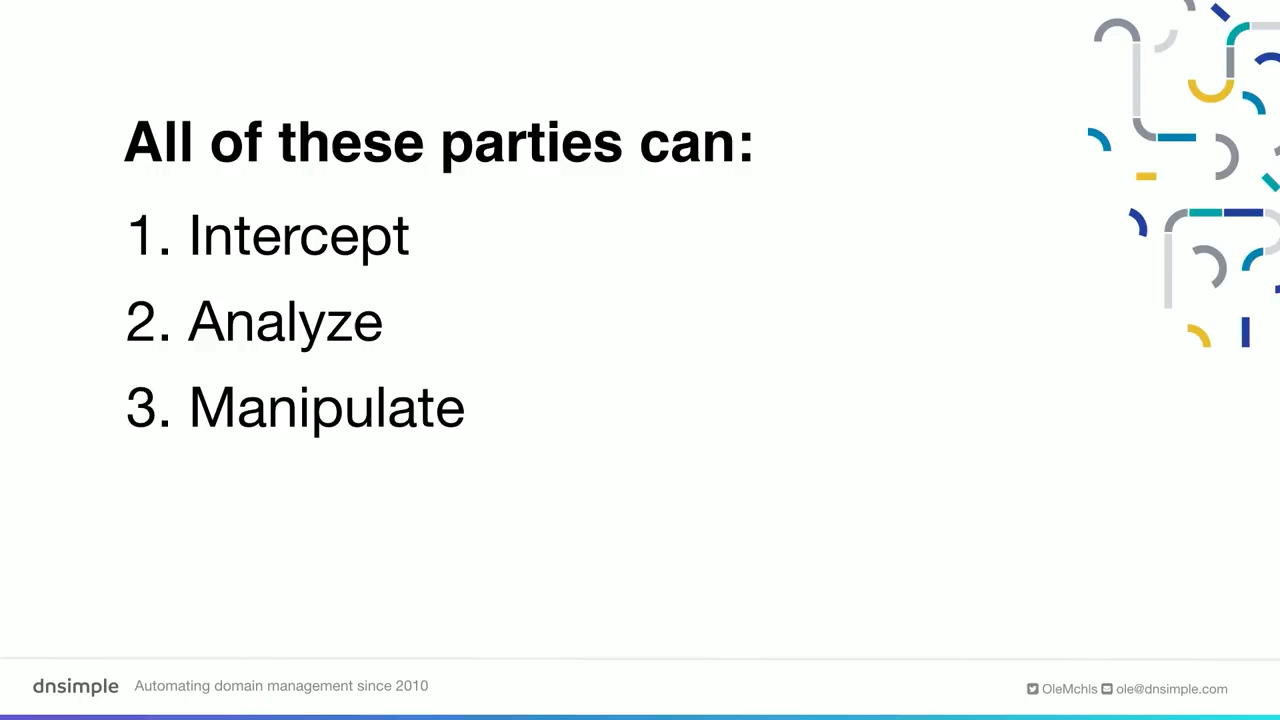 All of these parties can:
1. Intercept
2. Analyze
3. Manipulate
dnsimple Automating domain management since 2010 OleMchls ole@dnsimple.com